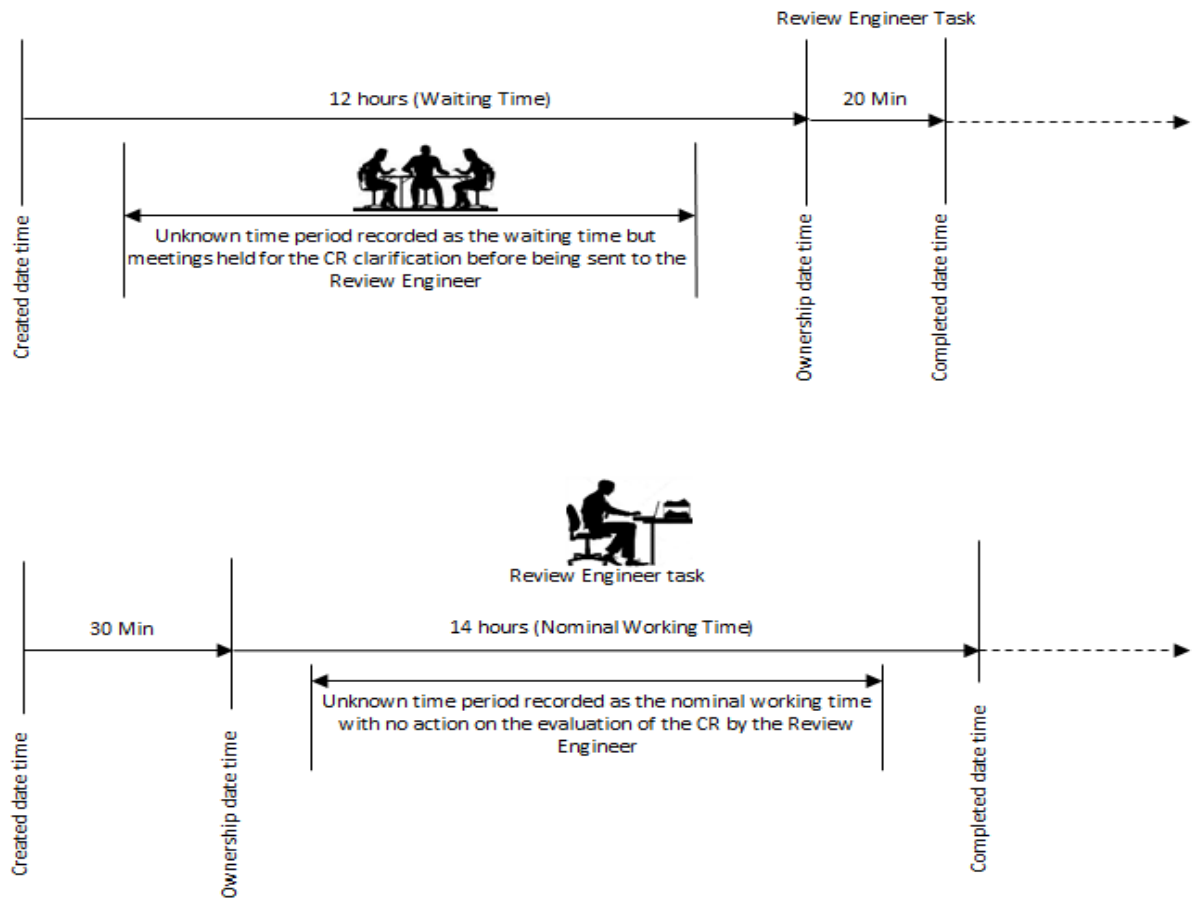 Review Engineer Task
12 hours (Waiting Time)
20 Min
Unknown time period recorded as the waiting time but
meetings held for the CR clarification before being sent to the
Review Engineer
Created date time
Ownership date time
Completed date time
Review Engineer task
30 Min
14 hours (Nominal Working Time)
Unknown time period recorded as the nominal working time
with no action on the evaluation of the CR by the Review
Engineer
Created date time
Ownership date time
Completed date time